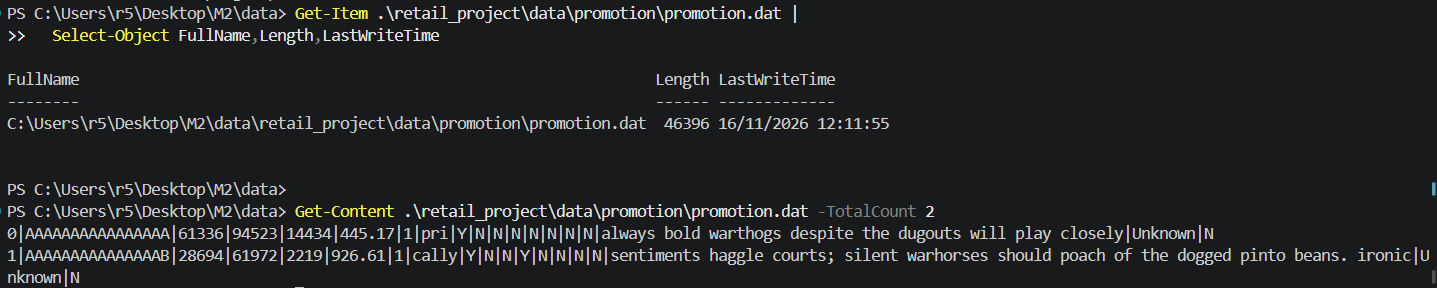 PS C:\Users\r5\Desktop\M2\data> Get-Item .\retail_project\data\promotion\promotion.dat |
>>   Select-Object FullName,Length,LastWriteTime
FullName                                                                          Length LastWriteTime
--------                                                                          ------ -------------
C:\Users\r5\Desktop\M2\data\retail_project\data\promotion\promotion.dat  46396 16/11/2026 12:11:55
PS C:\Users\r5\Desktop\M2\data>
PS C:\Users\r5\Desktop\M2\data> Get-Content .\retail_project\data\promotion\promotion.dat -TotalCount 2
0|AAAAAAAAAAAAAAAA|61336|94523|14434|445.17|1|pri|Y|N|N|N|N|N|N|N|always bold warthogs despite the dugouts will play closely|Unknown|N
1|AAAAAAAAAAAAAAAB|28694|61972|2219|926.61|1|cally|Y|N|N|Y|N|N|N|N|sentiments haggle courts; silent warhorses should poach of the dogged pinto beans. ironic|U
nknown|N